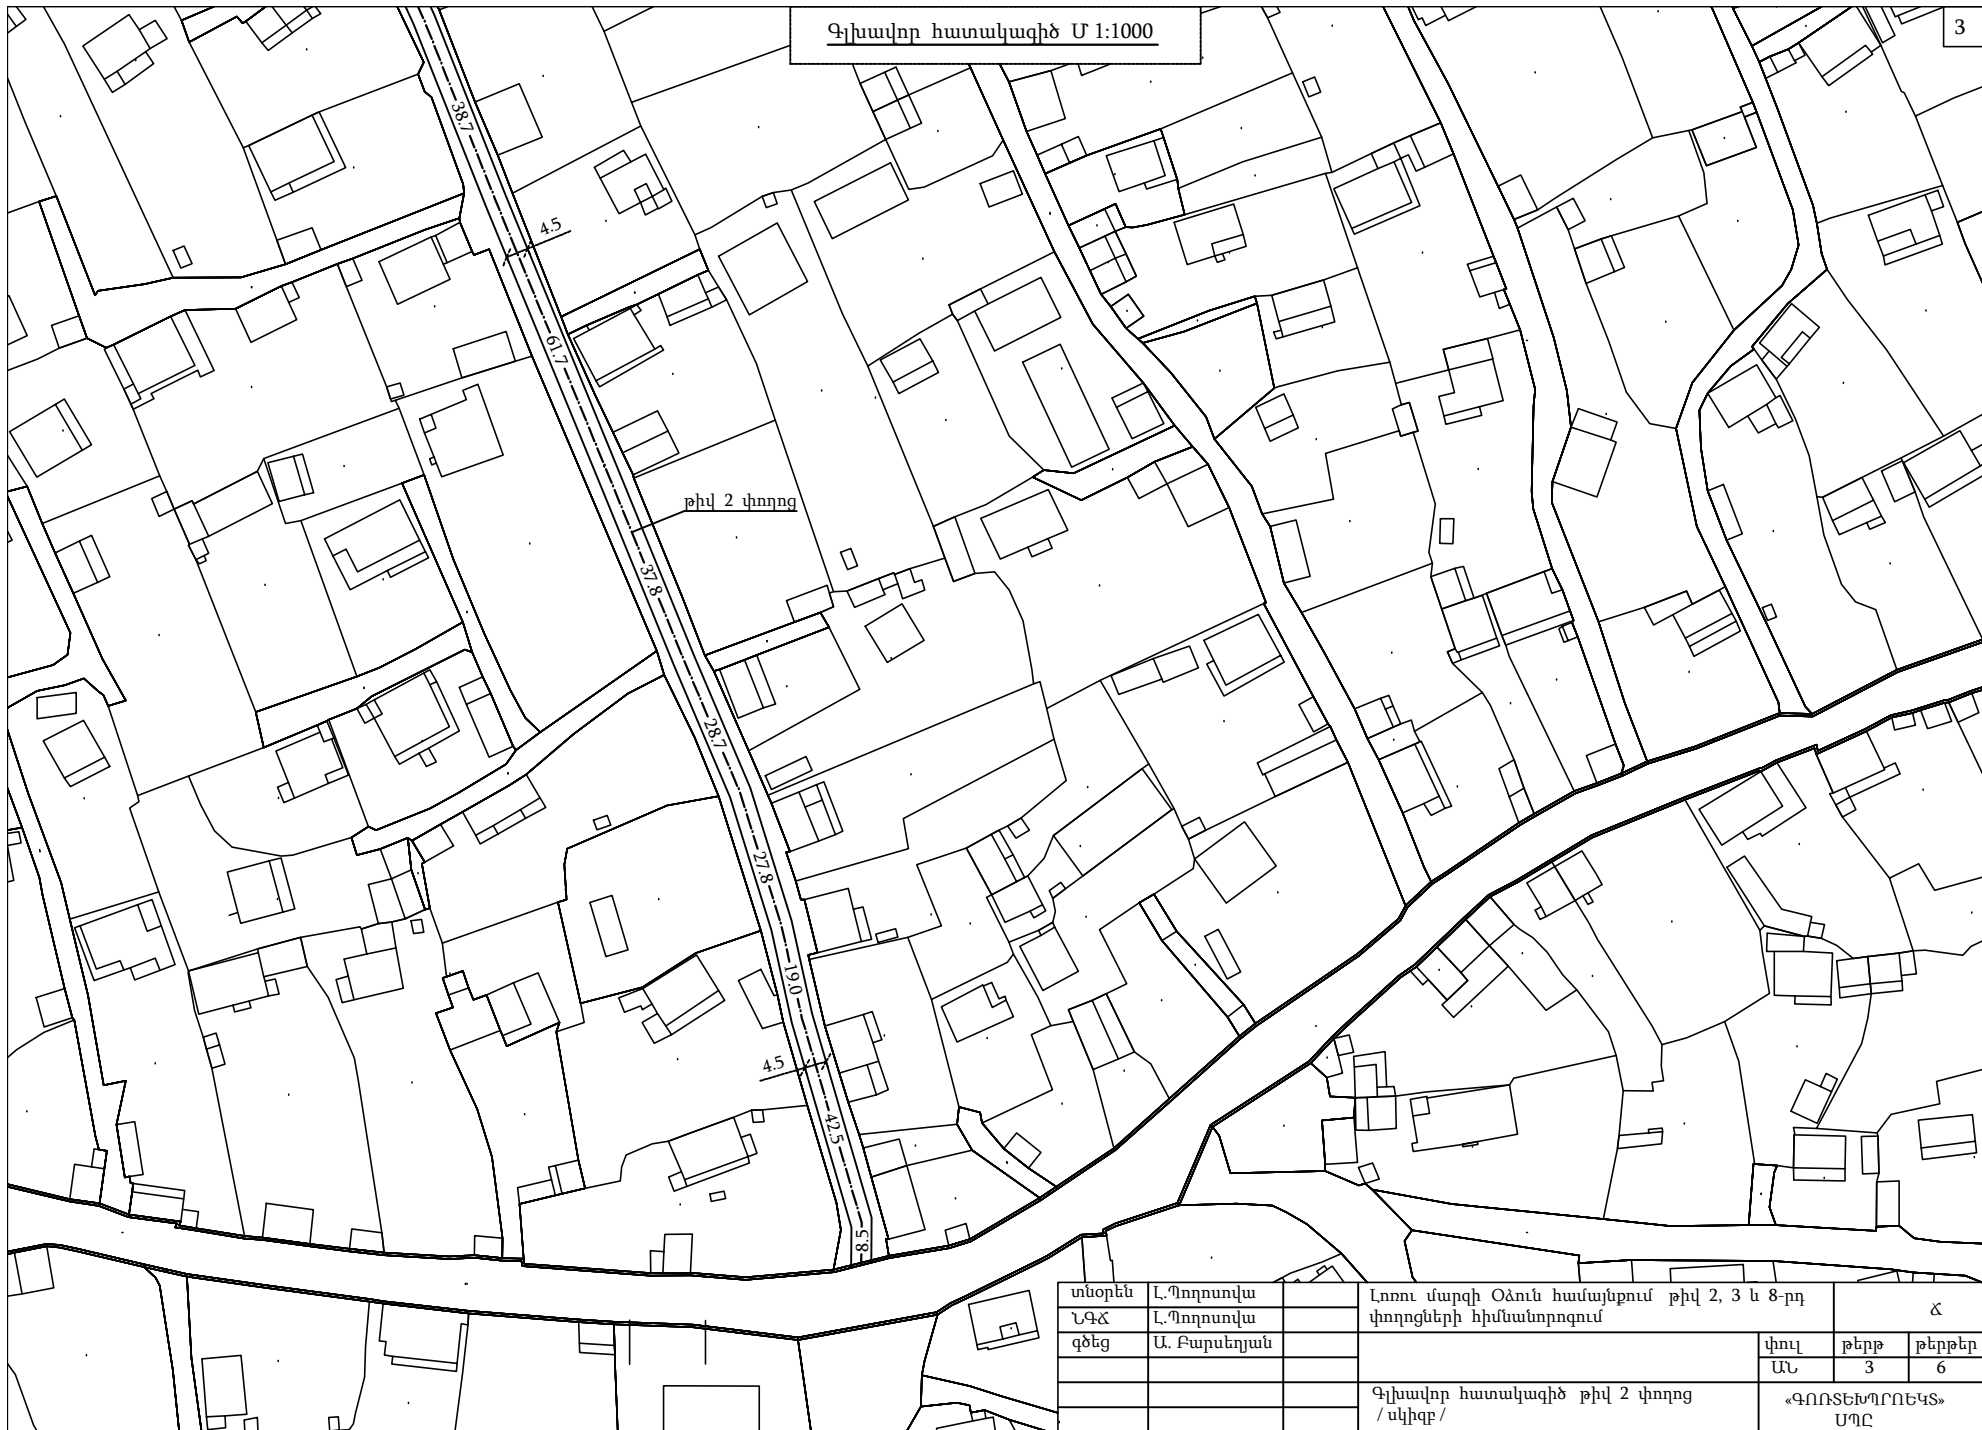 Գլխավոր հատակագիծ Մ 1:1000
3
38.7
4.5
61.7
թիվ 2 փողոց
37.8
28.7
27.8
19.0
4.5
42.5
8.5
տնօրեն Լ.Պողոսովա
ՆԳՃ Լ.Պողոսովա
գծեց Ա. Բարսեղյան
Լոռու մարզի Օձուն համայնքում թիվ 2, 3 և 8-րդ
փողոցների հիմնանորոգում
Ճ
փուլ թերթ թերթեր
ԱՆ 3 6
Գլխավոր հատակագիծ թիվ 2 փողոց
/ սկիզբ /
«ԳՈՌՏԵԽՊՐՈԵԿՏ»
ՍՊԸ